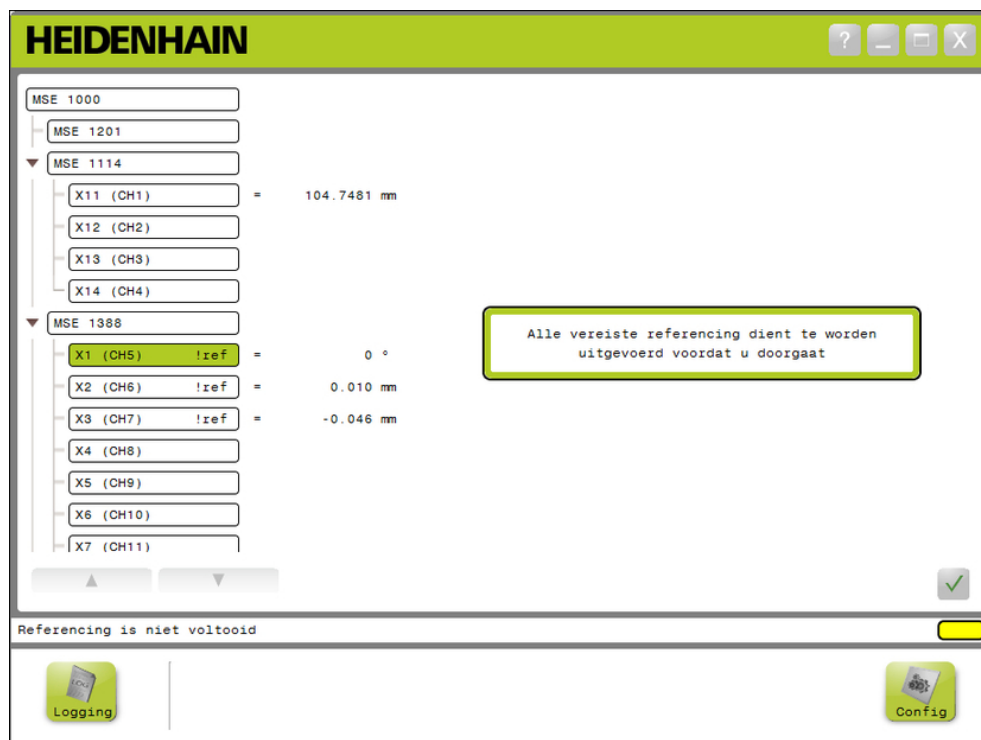 HEIDENHAIN
? X
MSE 1000
MSE 1201
MSE 1114
X11 (CH1) = 104.7481 mm
X12 (CH2)
X13 (CH3)
X14 (CH4)
MSE 1388
X1 (CH5) !ref = 0 °
X2 (CH6) !ref = 0.010 mm
X3 (CH7) !ref = -0.046 mm
X4 (CH8)
X5 (CH9)
X6 (CH10)
X7 (CH11)
Alle vereiste referencing dient te worden
uitgevoerd voordat u doorgaat
Referencing is niet voltooid
LOG
Logging
Config